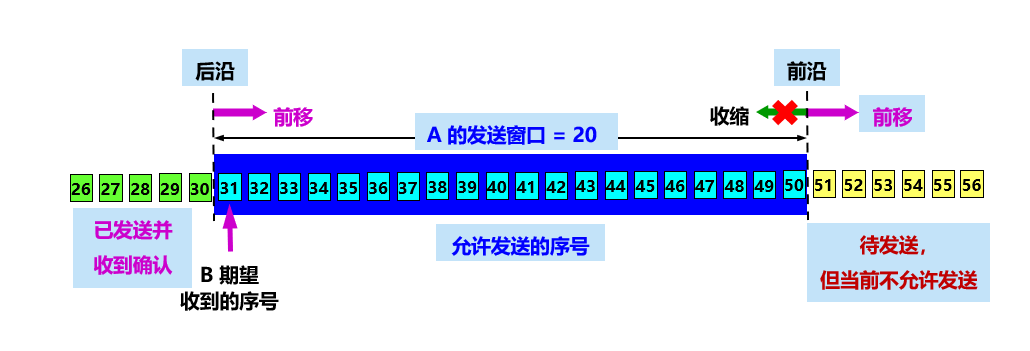 后沿
前沿
前移
收缩
前移
A 的发送窗口 = 20
26 27 28 29 30 31 32 33 34 35 36 37 38 39 40 41 42 43 44 45 46 47 48 49 50 51 52 53 54 55 56
已发送并
收到确认
B 期望
收到的序号
允许发送的序号
待发送，
但当前不允许发送